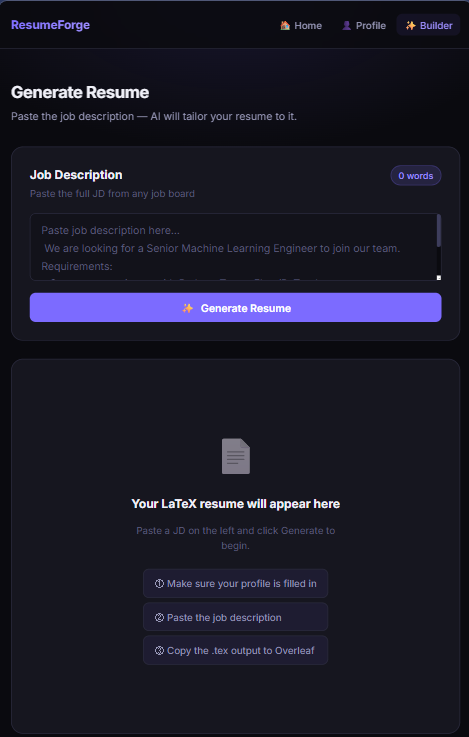 ResumeForge
Home
Profile
Builder
Generate Resume
Paste the job description — AI will tailor your resume to it.
Job Description
0 words
Paste the full JD from any job board
Paste job description here...
We are looking for a Senior Machine Learning Engineer to join our team.
Requirements:
Generate Resume
Your LaTeX resume will appear here
Paste a JD on the left and click Generate to
begin.
① Make sure your profile is filled in
② Paste the job description
③ Copy the .tex output to Overleaf